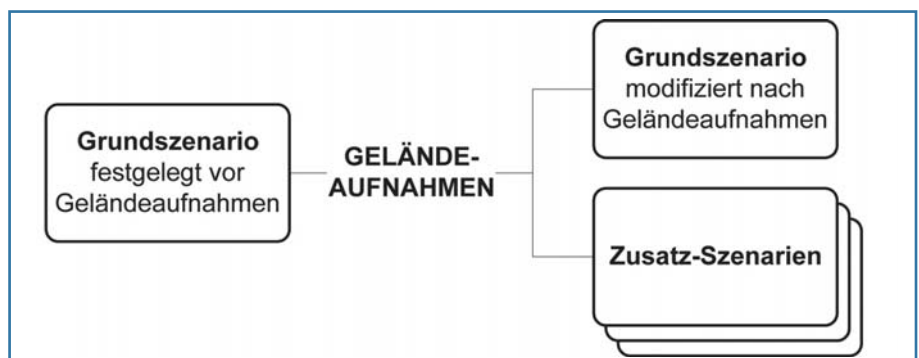 Grundszenario
festgelegt vor
Geländeaufnahmen
GELÄNDE-
AUFNAHMEN
Grundszenario
modifiziert nach
Geländeaufnahmen
Zusatz-Szenarien